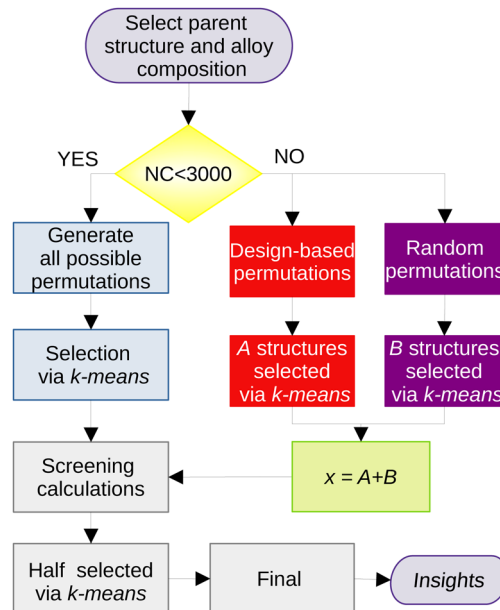 Select parent
structure and alloy
composition
YES
NC<3000
NO
Generate
all possible
permutations
Design-based
permutations
Random
permutations
Selection
via k-means
A structures
selected
via k-means
B structures
selected
via k-means
Screening
calculations
x = A+B
Half selected
via k-means
Final
Insights